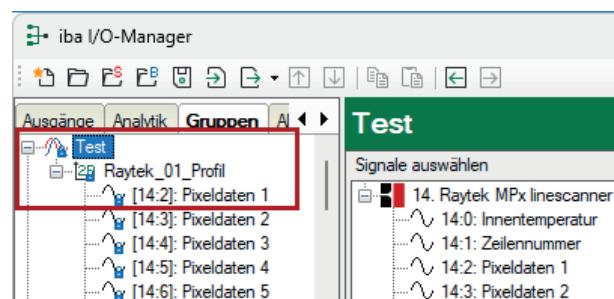 iba I/O-Manager
Ausgänge Analytik Gruppen
Test
Raytek_01_Profil
[14:2]: Pixeldaten 1
[14:3]: Pixeldaten 2
[14:4]: Pixeldaten 3
[14:5]: Pixeldaten 4
[14:6]: Pixeldaten 5
Test
Signale auswählen
14. Raytek MPx linescanner
14:0: Innentemperatur
14:1: Zeilennummer
14:2: Pixeldaten 1
14:3: Pixeldaten 2